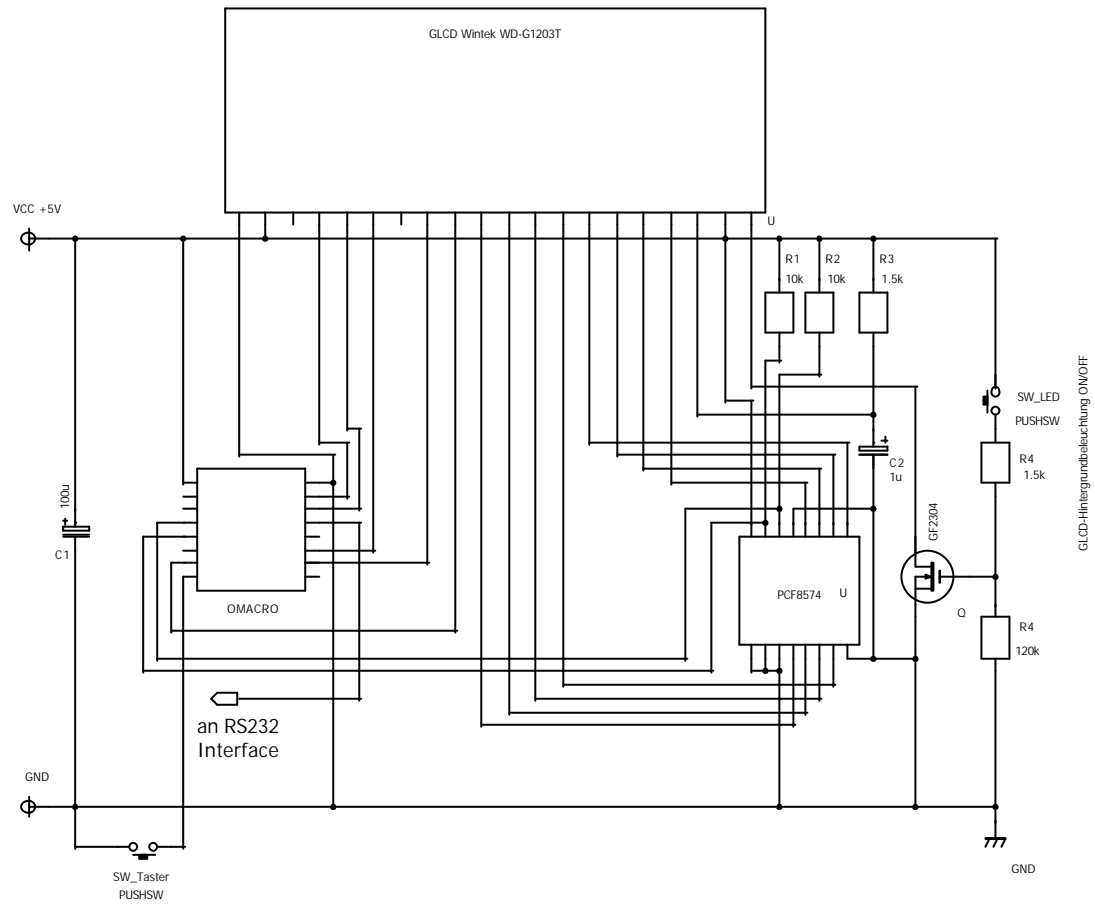 GLCD Wintek WD-G1203T
VCC +5V
U
R1
10k
R2
10k
R3
1.5k
SW_LED
PUSHSW
GLCD-Hintergrundbeleuchtung ON/OFF
R4
1.5k
C2
1u
100u
C1
GF2304
OMACRO
PCF8574
U
Q
R4
120k
an RS232
Interface
GND
SW_Taster
PUSHSW
GND